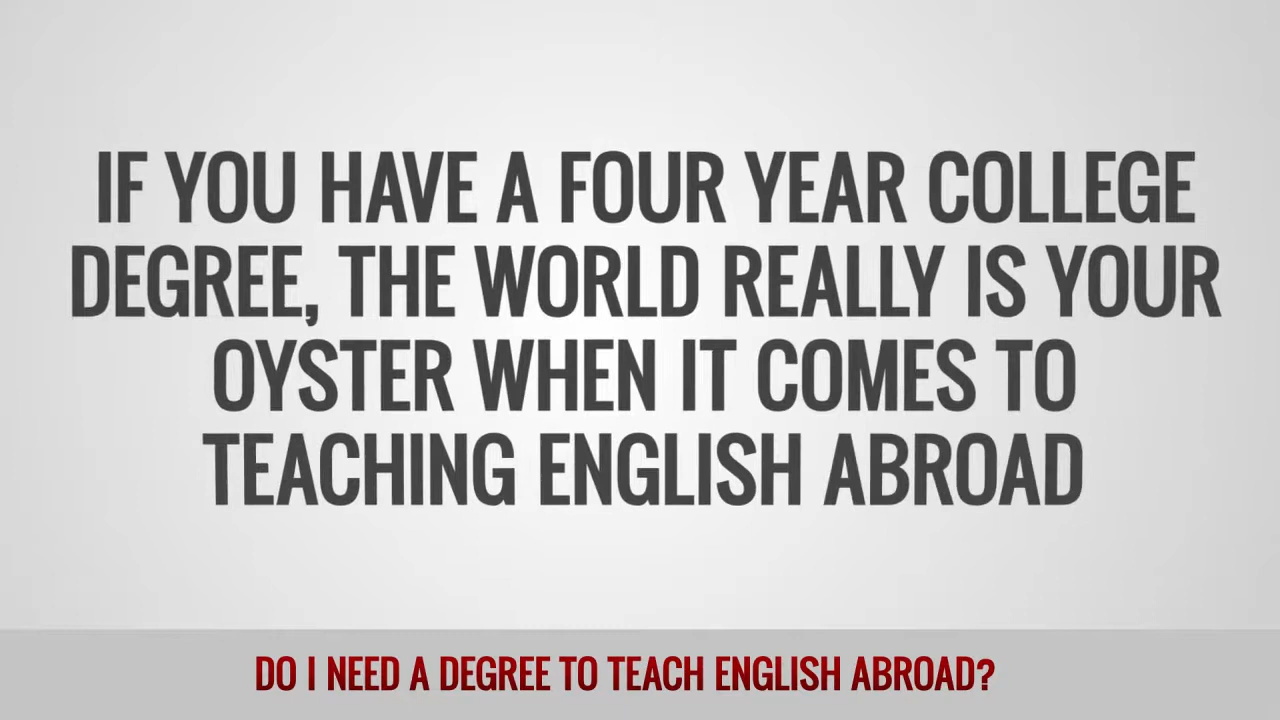 IF YOU HAVE A FOUR YEAR COLLEGE
DEGREE, THE WORLD REALLY IS YOUR
OYSTER WHEN IT COMES TO
TEACHING ENGLISH ABROAD
DO I NEED A DEGREE TO TEACH ENGLISH ABROAD?